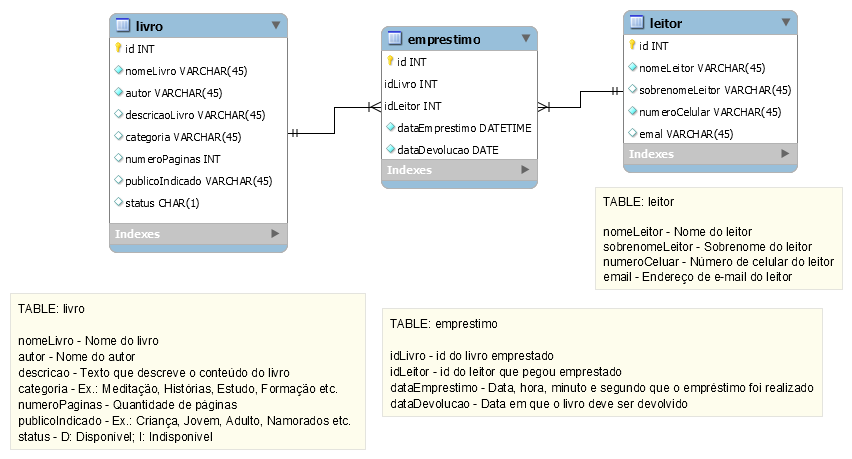 livro
id INT
nomeLivro VARCHAR(45)
autor VARCHAR(45)
descricaoLivro VARCHAR(45)
categoria VARCHAR(45)
numeroPaginas INT
publicoIndicado VARCHAR(45)
status CHAR(1)
Indexes
emprestimo
id INT
idLivro INT
idLeitor INT
dataEmprestimo DATETIME
dataDevolucao DATE
Indexes
leitor
id INT
nomeLeitor VARCHAR(45)
sobrenomeLeitor VARCHAR(45)
numeroCelular VARCHAR(45)
emal VARCHAR(45)
Indexes
TABLE: leitor
nomeLeitor - Nome do leitor
sobrenomeLeitor - Sobrenome do leitor
numeroCeluar - Número de celular do leitor
email - Endereço de e-mail do leitor
TABLE: livro
nomeLivro - Nome do livro
autor - Nome do autor
descricao - Texto que descreve o conteúdo do livro
categoria - Ex.: Meditação, Histórias, Estudo, Formação etc.
numeroPaginas - Quantidade de páginas
publicoIndicado - Ex.: Criança, Jovem, Adulto, Namorados etc.
status - D: Disponível; I: Indisponível
TABLE: emprestimo
idLivro - id do livro emprestado
idLeitor - id do leitor que pegou emprestado
dataEmprestimo - Data, hora, minuto e segundo que o empréstimo foi realizado
dataDevolucao - Data em que o livro deve ser devolvido